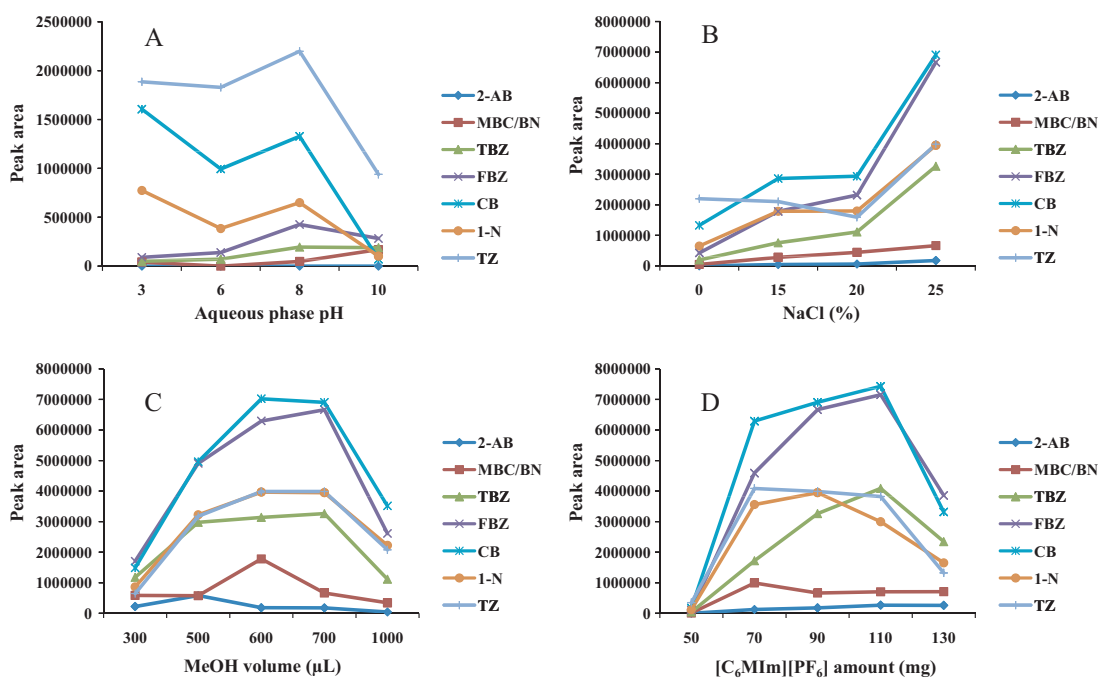 A
Peak area
2500000
2000000
1500000
1000000
500000
0
3 6 8 10
Aqueous phase pH
2-AB
MBC/BN
TBZ
FBZ
CB
1-N
TZ
B
Peak area
8000000
7000000
6000000
5000000
4000000
3000000
2000000
1000000
0
0 15 20 25
NaCl (%)
2-AB
MBC/BN
TBZ
FBZ
CB
1-N
TZ
C
Peak area
8000000
7000000
6000000
5000000
4000000
3000000
2000000
1000000
0
300 500 600 700 1000
MeOH volume (µL)
2-AB
MBC/BN
TBZ
FBZ
CB
1-N
TZ
D
Peak area
8000000
7000000
6000000
5000000
4000000
3000000
2000000
1000000
0
50 70 90 110 130
[C₆MIm][PF₆] amount (mg)
2-AB
MBC/BN
TBZ
FBZ
CB
1-N
TZ